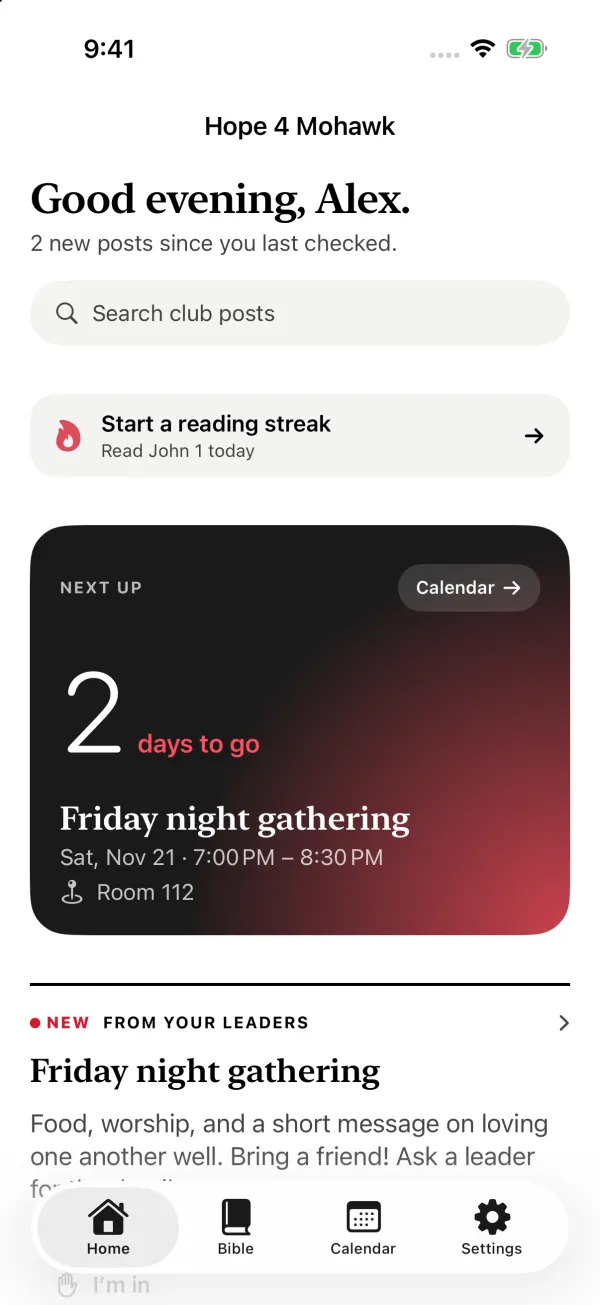 9:41
Hope 4 Mohawk
Good evening, Alex.
2 new posts since you last checked.
Search club posts
Start a reading streak
Read John 1 today
NEXT UP
Calendar →
2 days to go
Friday night gathering
Sat, Nov 21 · 7:00 PM – 8:30 PM
Room 112
NEW FROM YOUR LEADERS
Friday night gathering
Food, worship, and a short message on loving
one another well. Bring a friend! Ask a leader
Home
Bible
Calendar
Settings
I'm in